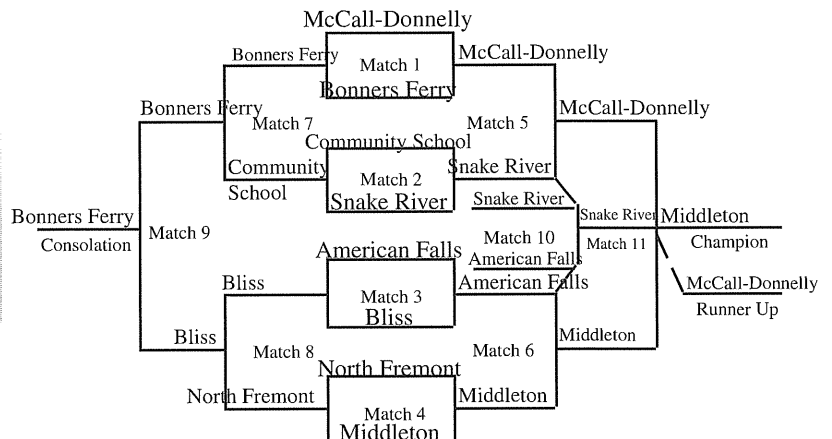 McCall-Donnelly
Bonners Ferry
Match 1
McCall-Donnelly
Bonners Ferry
Bonners Ferry
McCall-Donnelly
Match 7
Community School
Match 5
Community
School
Match 2
Snake River
Snake River
Snake River
Bonners Ferry
Consolation
Match 9
Snake River
Middleton
Match 10
Match 11
Champion
American Falls
American Falls
Bliss
Match 3
American Falls
McCall-Donnelly
Bliss
Runner Up
Bliss
Match 8
Match 6
Middleton
North Fremont
North Fremont
Match 4
Middleton
Middleton